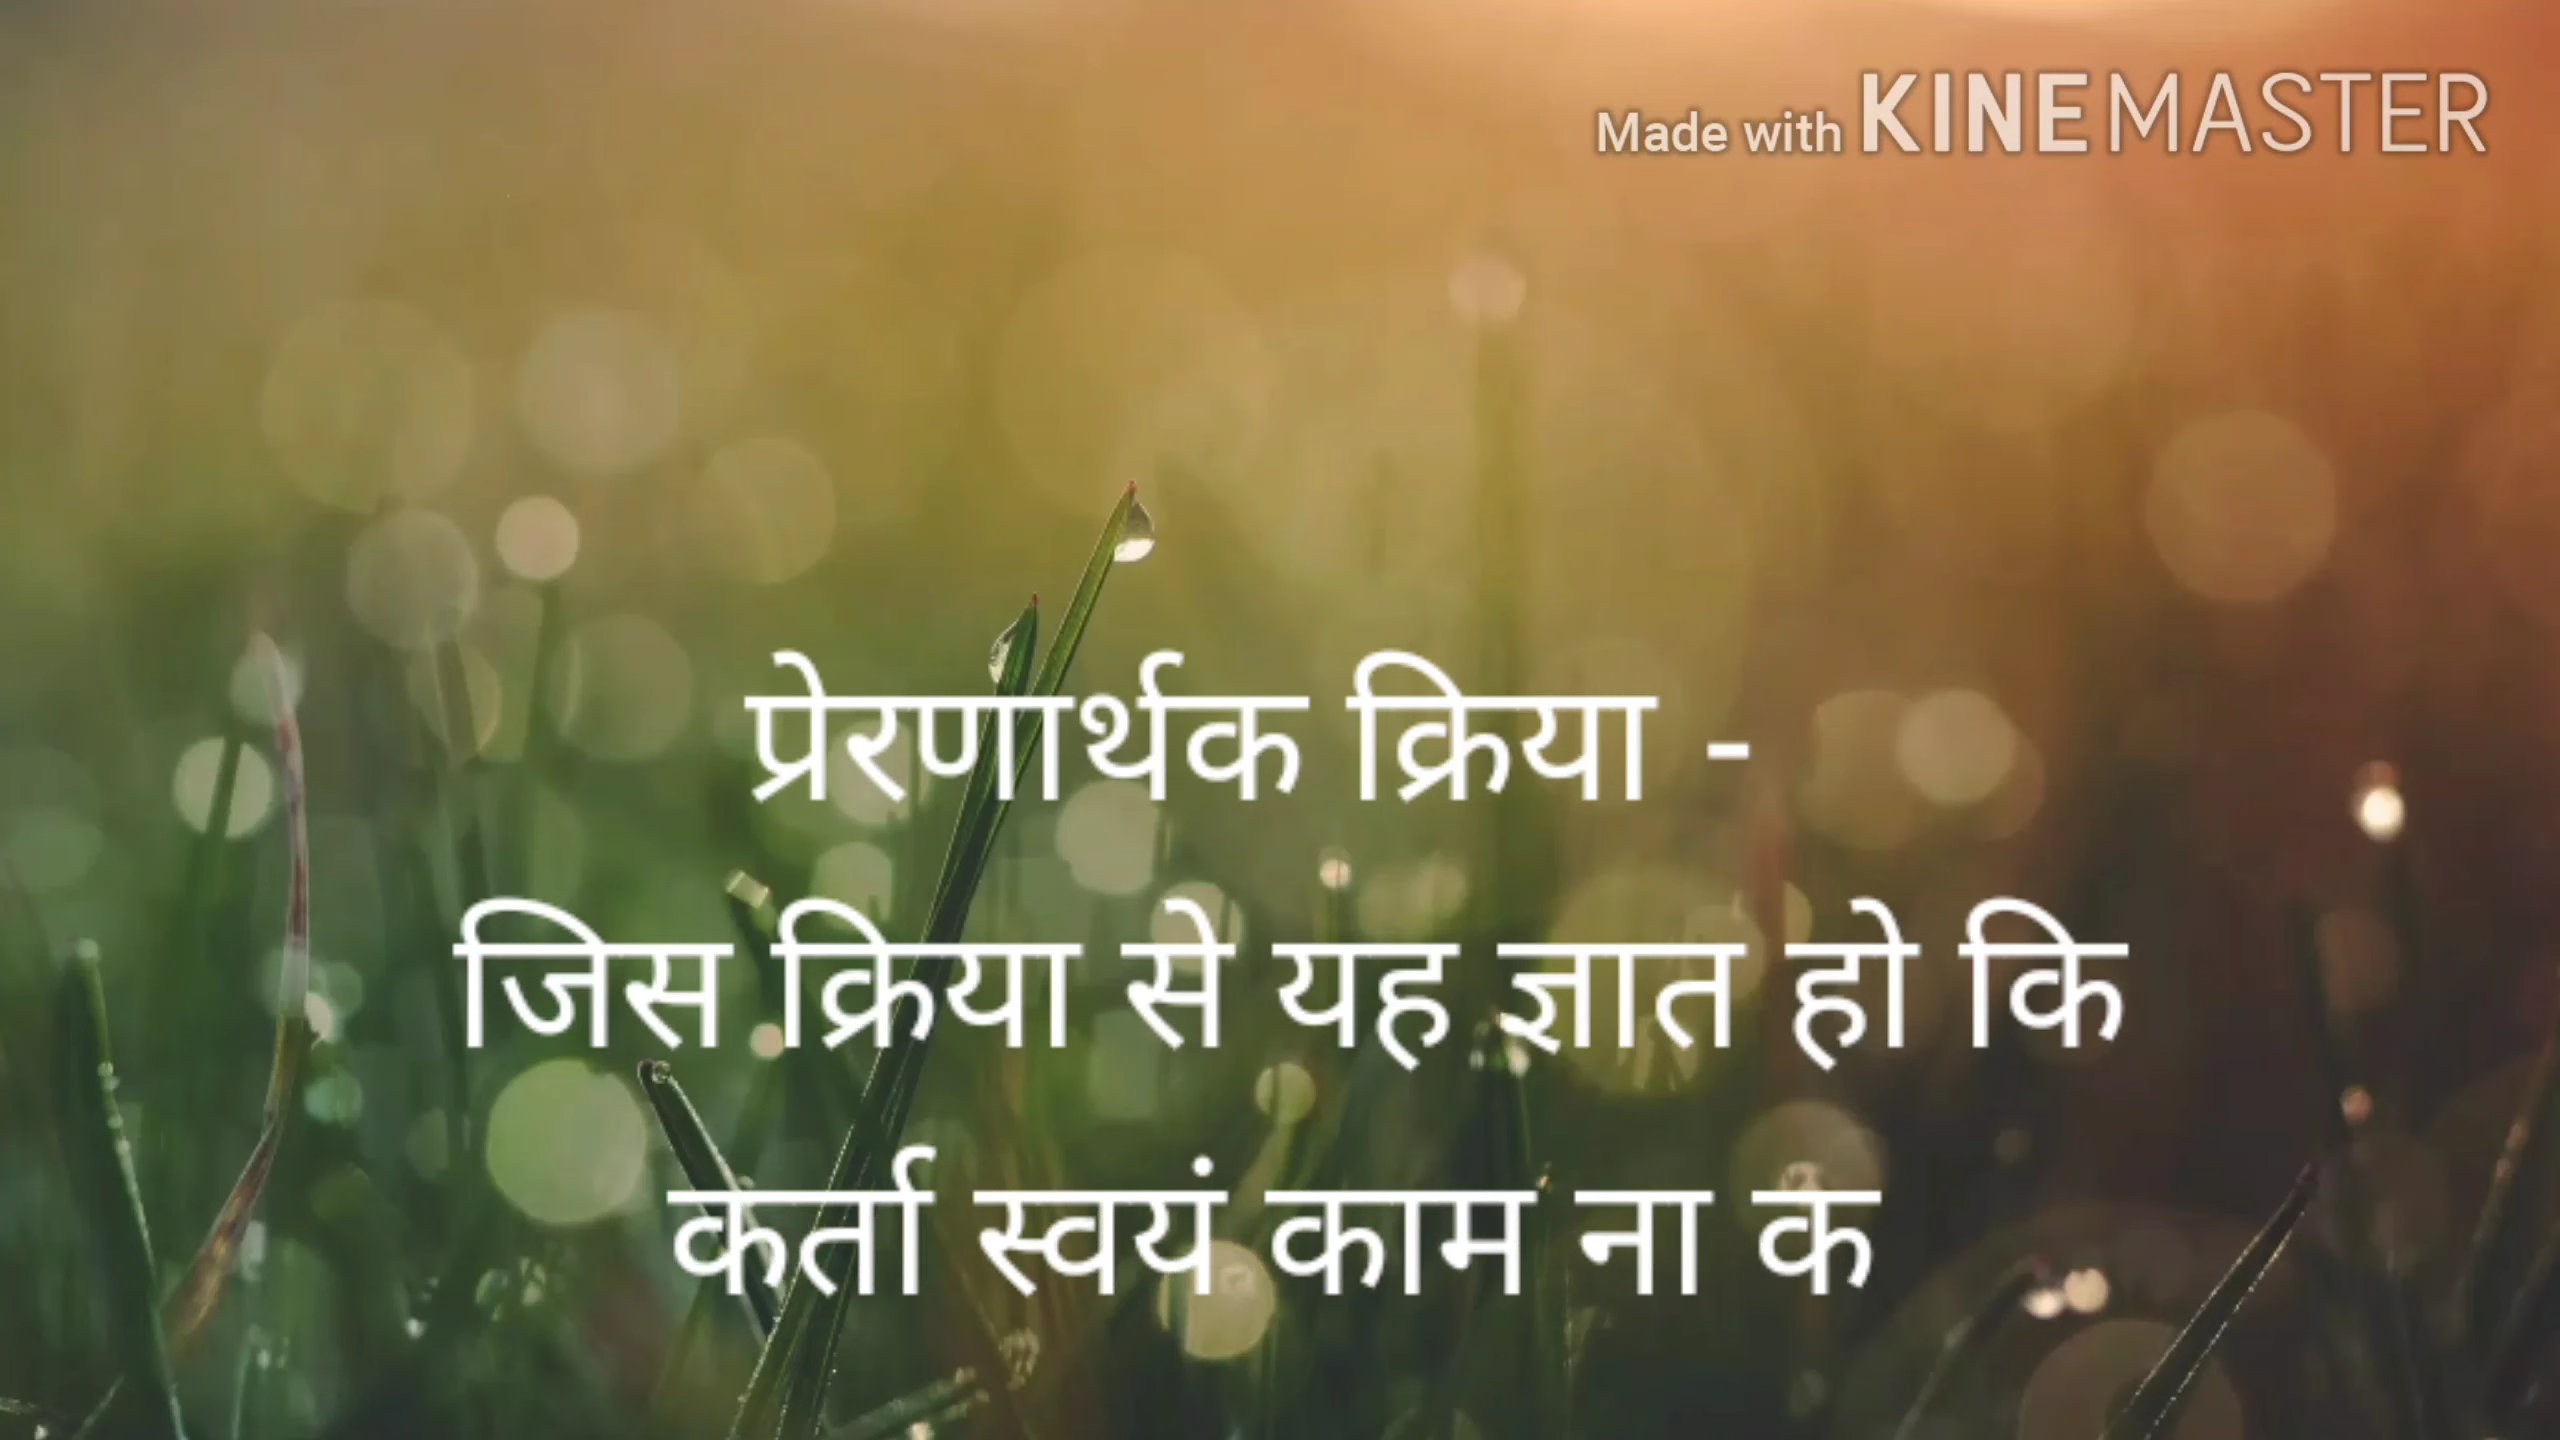 Made with KINEMASTER
प्रेरणार्थक क्रिया -
जिस क्रिया से यह ज्ञात हो कि
कर्ता स्वयं काम ना क